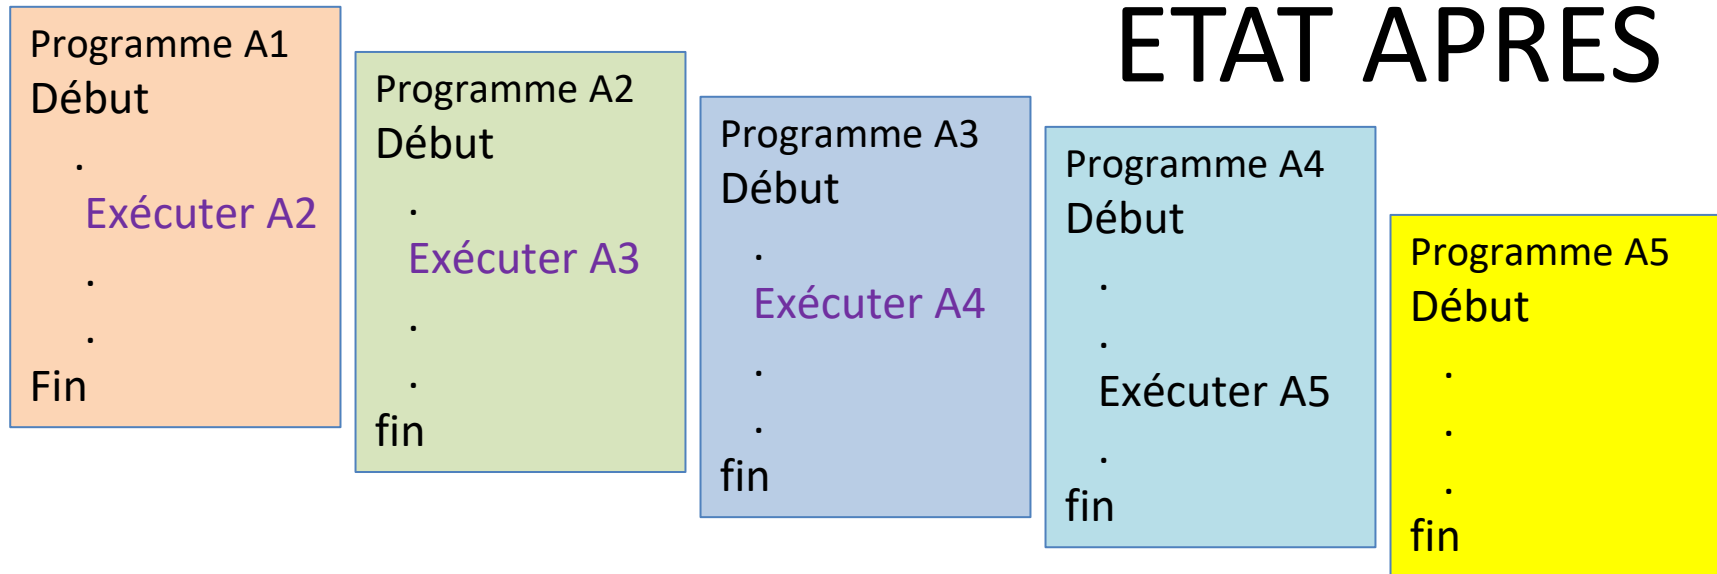 ETAT APRES
Programme A1
Début
.
Exécuter A2
.
.
Fin
Programme A2
Début
.
Exécuter A3
.
.
fin
Programme A3
Début
.
Exécuter A4
.
.
fin
Programme A4
Début
.
.
Exécuter A5
.
fin
Programme A5
Début
.
.
.
fin